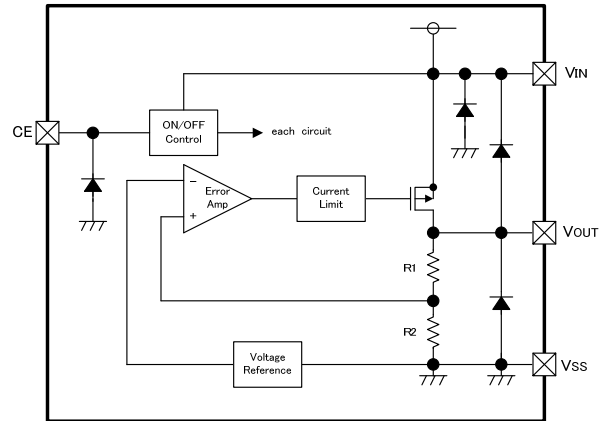 VIN
CE
ON/OFF
Control
each circuit
−
Error
Amp
+
Current
Limit
VOUT
R1
R2
Voltage
Reference
VSS